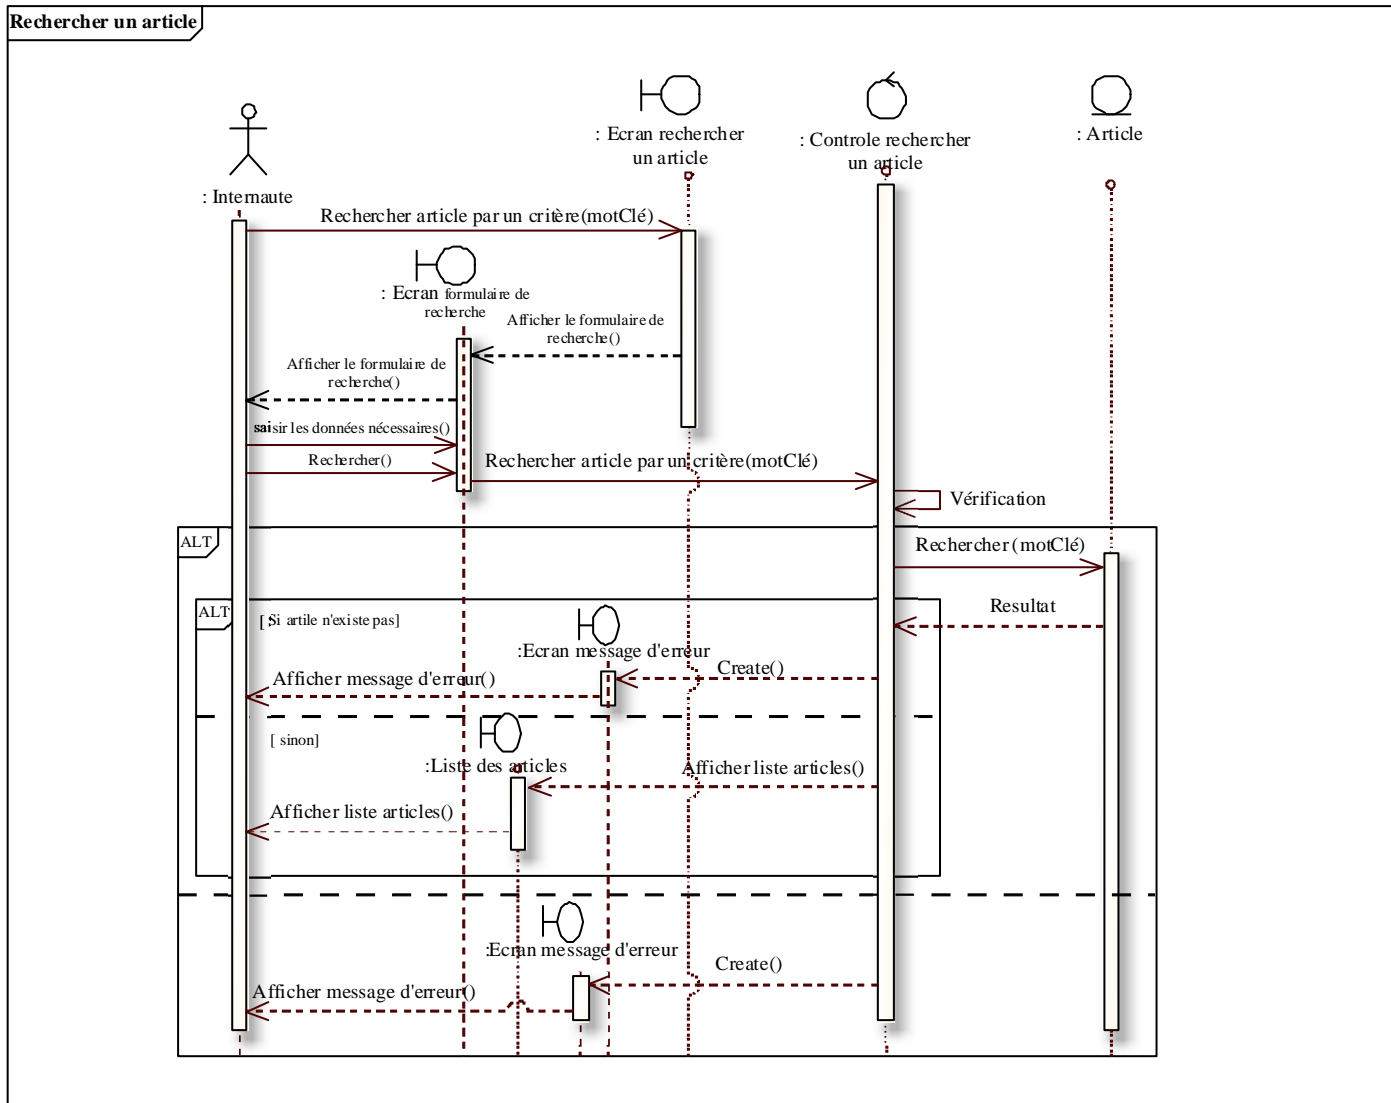 Rechercher un article
: Ecran rechercher
un article
: Controle rechercher
un article
: Article
: Internaute
Rechercher article par un critère(motClé)
: Ecran formulaire de
recherche
Afficher le formulaire de
recherche()
Afficher le formulaire de
recherche()
saisir les données nécessaires()
Rechercher()
Rechercher article par un critère(motClé)
Vérification
ALT
Rechercher (motClé)
ALT
[ Si artile n'existe pas]
Resultat
:Ecran message d'erreur
Create()
Afficher message d'erreur()
[ sinon]
:Liste des articles
Afficher liste articles()
Afficher liste articles()
:Ecran message d'erreur
Create()
Afficher message d'erreur()